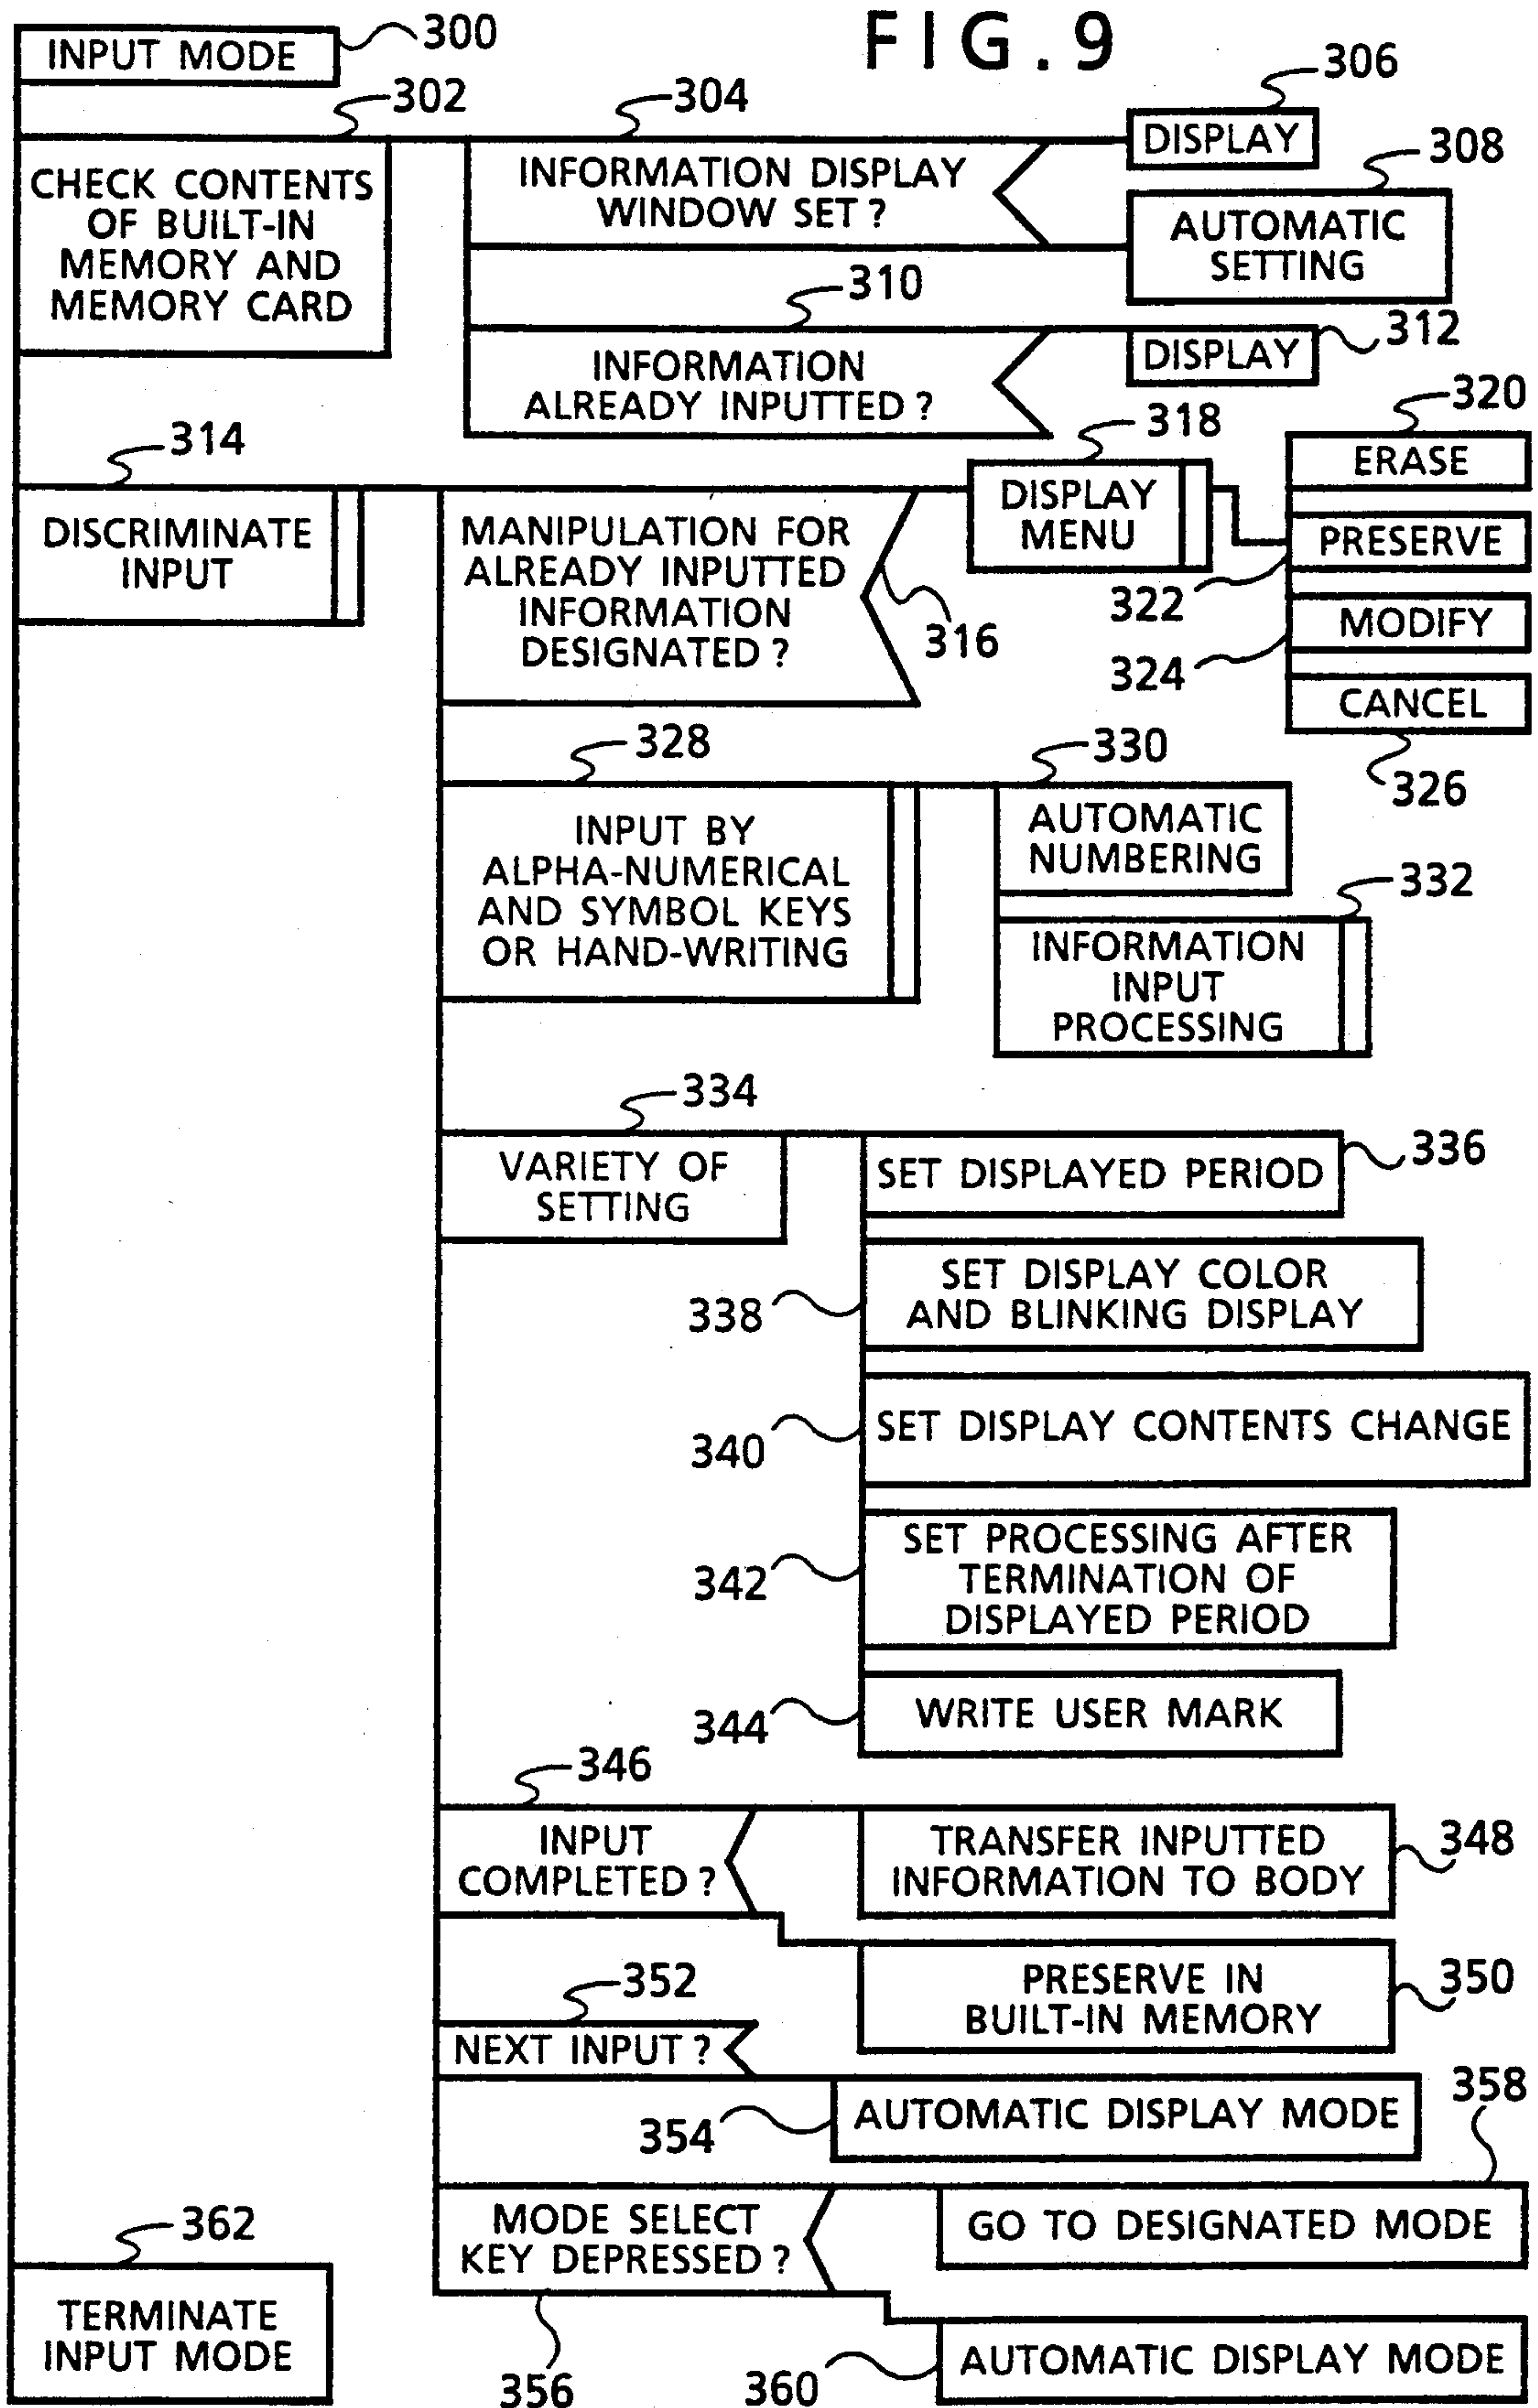 FIG. 9
INPUT MODE
300
302
CHECK CONTENTS
OF BUILT-IN
MEMORY AND
MEMORY CARD
304
INFORMATION DISPLAY
WINDOW SET ?
306
DISPLAY
308
AUTOMATIC
SETTING
310
INFORMATION
ALREADY INPUTTED ?
312
DISPLAY
314
DISCRIMINATE
INPUT
MANIPULATION FOR
ALREADY INPUTTED
INFORMATION
DESIGNATED ?
316
318
DISPLAY
MENU
320
ERASE
PRESERVE
322
MODIFY
324
CANCEL
326
328
INPUT BY
ALPHA-NUMERICAL
AND SYMBOL KEYS
OR HAND-WRITING
330
AUTOMATIC
NUMBERING
332
INFORMATION
INPUT
PROCESSING
334
VARIETY OF
SETTING
SET DISPLAYED PERIOD
336
SET DISPLAY COLOR
AND BLINKING DISPLAY
338
SET DISPLAY CONTENTS CHANGE
340
SET PROCESSING AFTER
TERMINATION OF
DISPLAYED PERIOD
342
WRITE USER MARK
344
346
INPUT
COMPLETED ?
TRANSFER INPUTTED
INFORMATION TO BODY
348
PRESERVE IN
BUILT-IN MEMORY
350
352
NEXT INPUT ?
354
AUTOMATIC DISPLAY MODE
MODE SELECT
KEY DEPRESSED ?
356
358
GO TO DESIGNATED MODE
360
AUTOMATIC DISPLAY MODE
362
TERMINATE
INPUT MODE